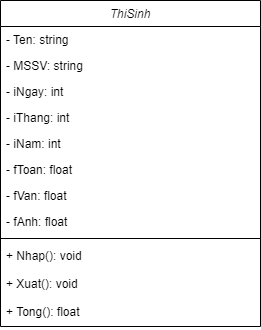 ThiSinh
- Ten: string
- MSSV: string
- iNgay: int
- iThang: int
- iNam: int
- fToan: float
- fVan: float
- fAnh: float
+ Nhap(): void
+ Xuat(): void
+ Tong(): float